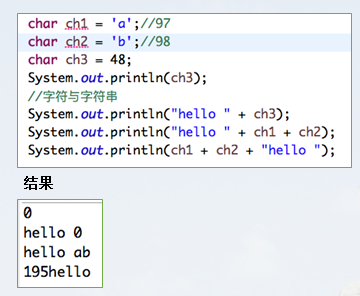 char ch1 = 'a';//97
char ch2 = 'b';//98
char ch3 = 48;
System.out.println(ch3);
//字符与字符串
System.out.println("hello " + ch3);
System.out.println("hello " + ch1 + ch2);
System.out.println(ch1 + ch2 + "hello ");
结果
0
hello 0
hello ab
195hello